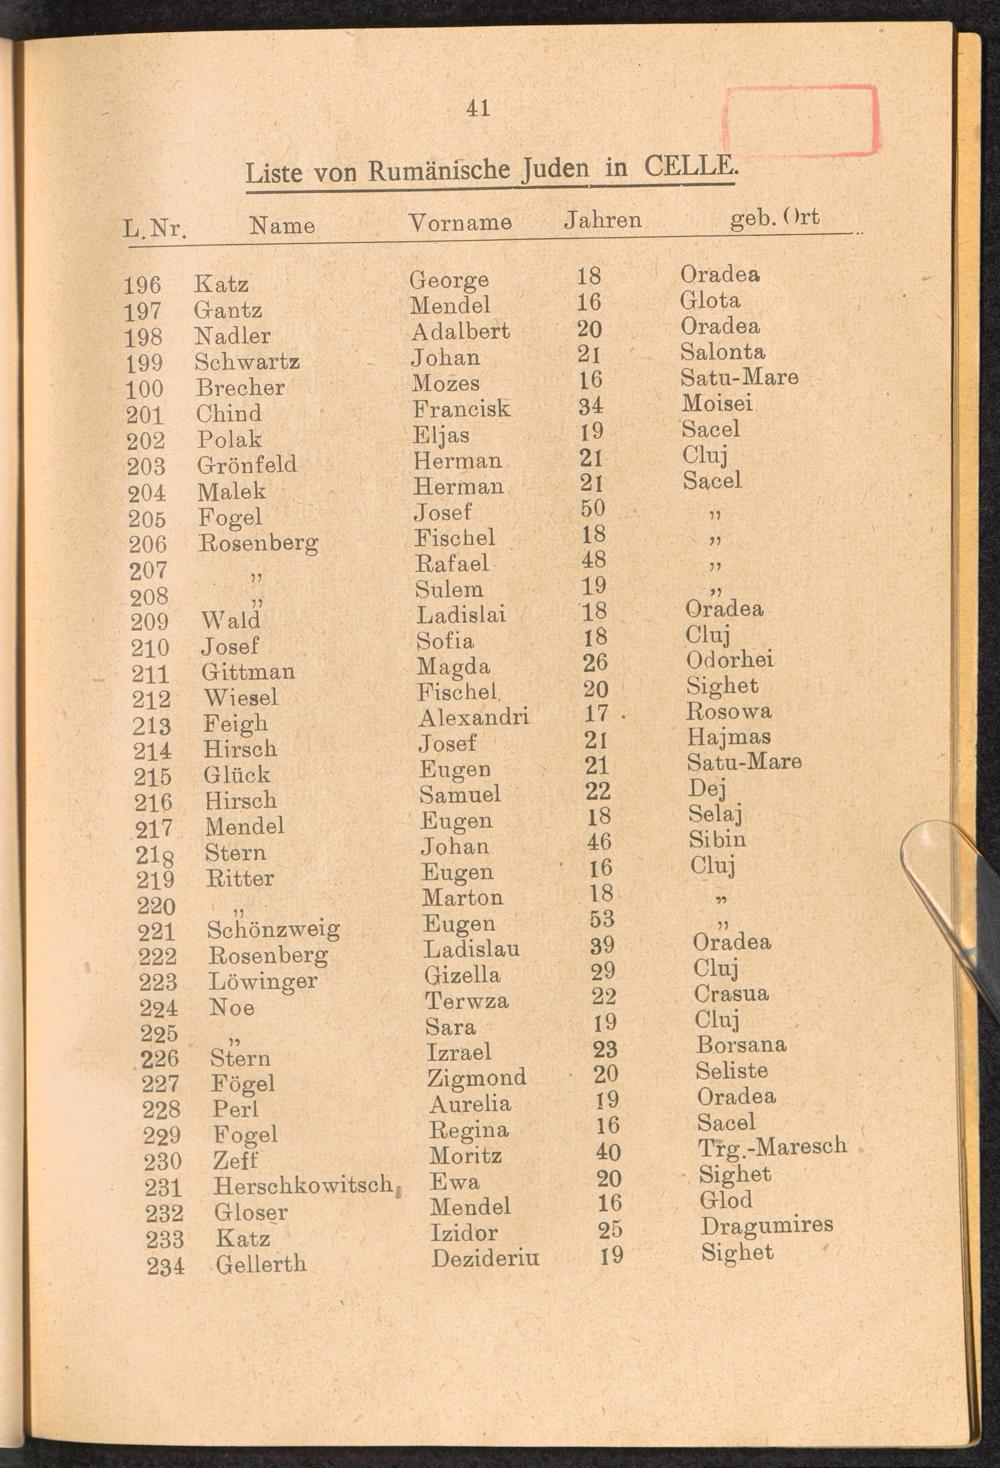 41
Liste von Rumänische Juden in CELLE.
L.Nr. Name Vorname Jahren geb. Ort
196 Katz George 18 Oradea
197 Gantz Mendel 16 Glota
198 Nadler Adalbert 20 Oradea
199 Schwartz Johan 21 Salonta
100 Brecher Mozes 16 Satu-Mare
201 Chind Francisk 34 Moisei
202 Polak Eljas 19 Sacel
203 Grönfeld Herman 21 Cluj
204 Malek Herman 21 Sacel
205 Fogel Josef 50 „
206 Rosenberg Fischel 18 „
207 „ Rafael 48 „
208 „ Sulem 19 „
209 Wald Ladislai 18 Oradea
210 Josef Sofia 18 Cluj
211 Gittman Magda 26 Odorhei
212 Wiesel Fischel 20 Sighet
213 Feigh Alexandri 17 Rosowa
214 Hirsch Josef 21 Hajmas
215 Glück Eugen 21 Satu-Mare
216 Hirsch Samuel 22 Dej
217 Mendel Eugen 18 Selaj
218 Stern Johan 46 Sibin
219 Ritter Eugen 16 Cluj
220 „ Marton 18 „
221 Schönzweig Eugen 53 „
222 Rosenberg Ladislau 39 Oradea
223 Löwinger Gizella 29 Cluj
224 Noe Terwza 22 Crasua
225 „ Sara 19 Cluj
226 Stern Izrael 23 Borsana
227 Fögel Zigmond 20 Seliste
228 Perl Aurelia 19 Oradea
229 Fogel Regina 16 Sacel
230 Zeff Moritz 40 Trg.-Maresch
231 Herschkowitsch Ewa 20 Sighet
232 Gloser Mendel 16 Glod
233 Katz Izidor 25 Dragumires
234 Gellerth Dezideriu 19 Sighet